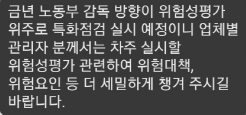 금년 노동부 감독 방향이 위험성평가
위주로 특화점검 실시 예정이니 업체별
관리자 분께서는 차주 실시할
위험성평가 관련하여 위험대책,
위험요인 등 더 세밀하게 챙겨 주시길
바랍니다.